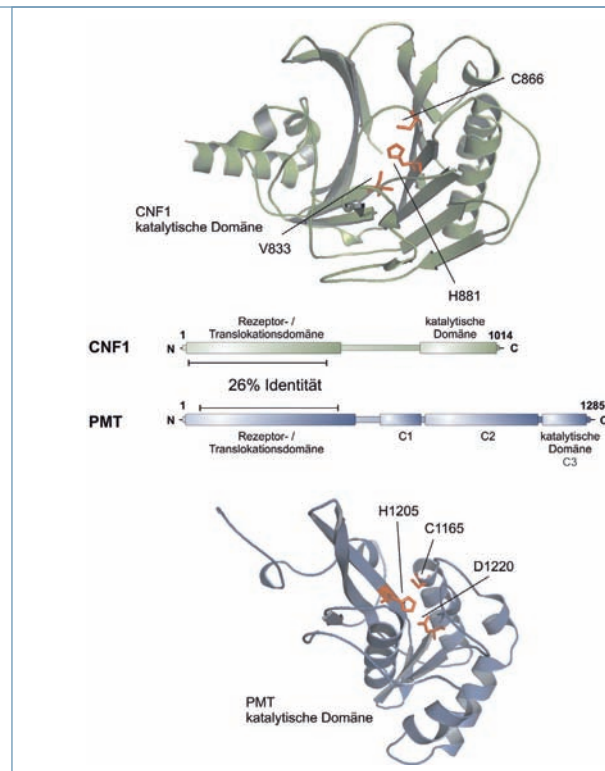 C866
CNF1
katalytische Domäne
V833
H881
Rezeptor- /
Translokationsdomäne
katalytische
Domäne
1
1014
CNF1
N
C
26% Identität
1
1285
PMT
N
C
Rezeptor- /
Translokationsdomäne
C1
C2
katalytische
Domäne
C3
H1205
C1165
D1220
PMT
katalytische Domäne